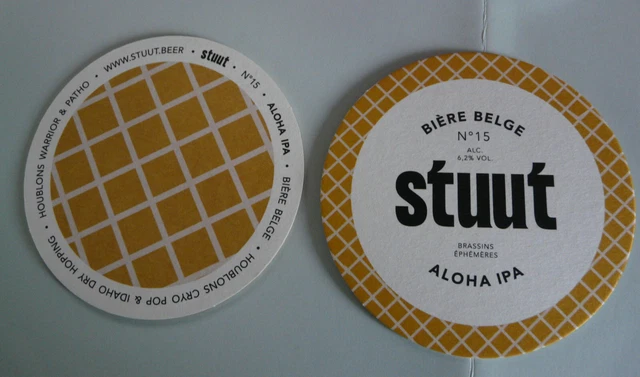 • WWW.STUUT.BEER • stuut • N°15 • ALOHA IPA • BIÈRE BELGE • HOUBLONS CRYO POP & IDAHO DRY HOPPING • HOUBLONS WARRIOR & PATHO
BIÈRE BELGE
N°15
ALC.
6,2% VOL.
stuut
BRASSINS
ÉPHÉMÈRES
ALOHA IPA